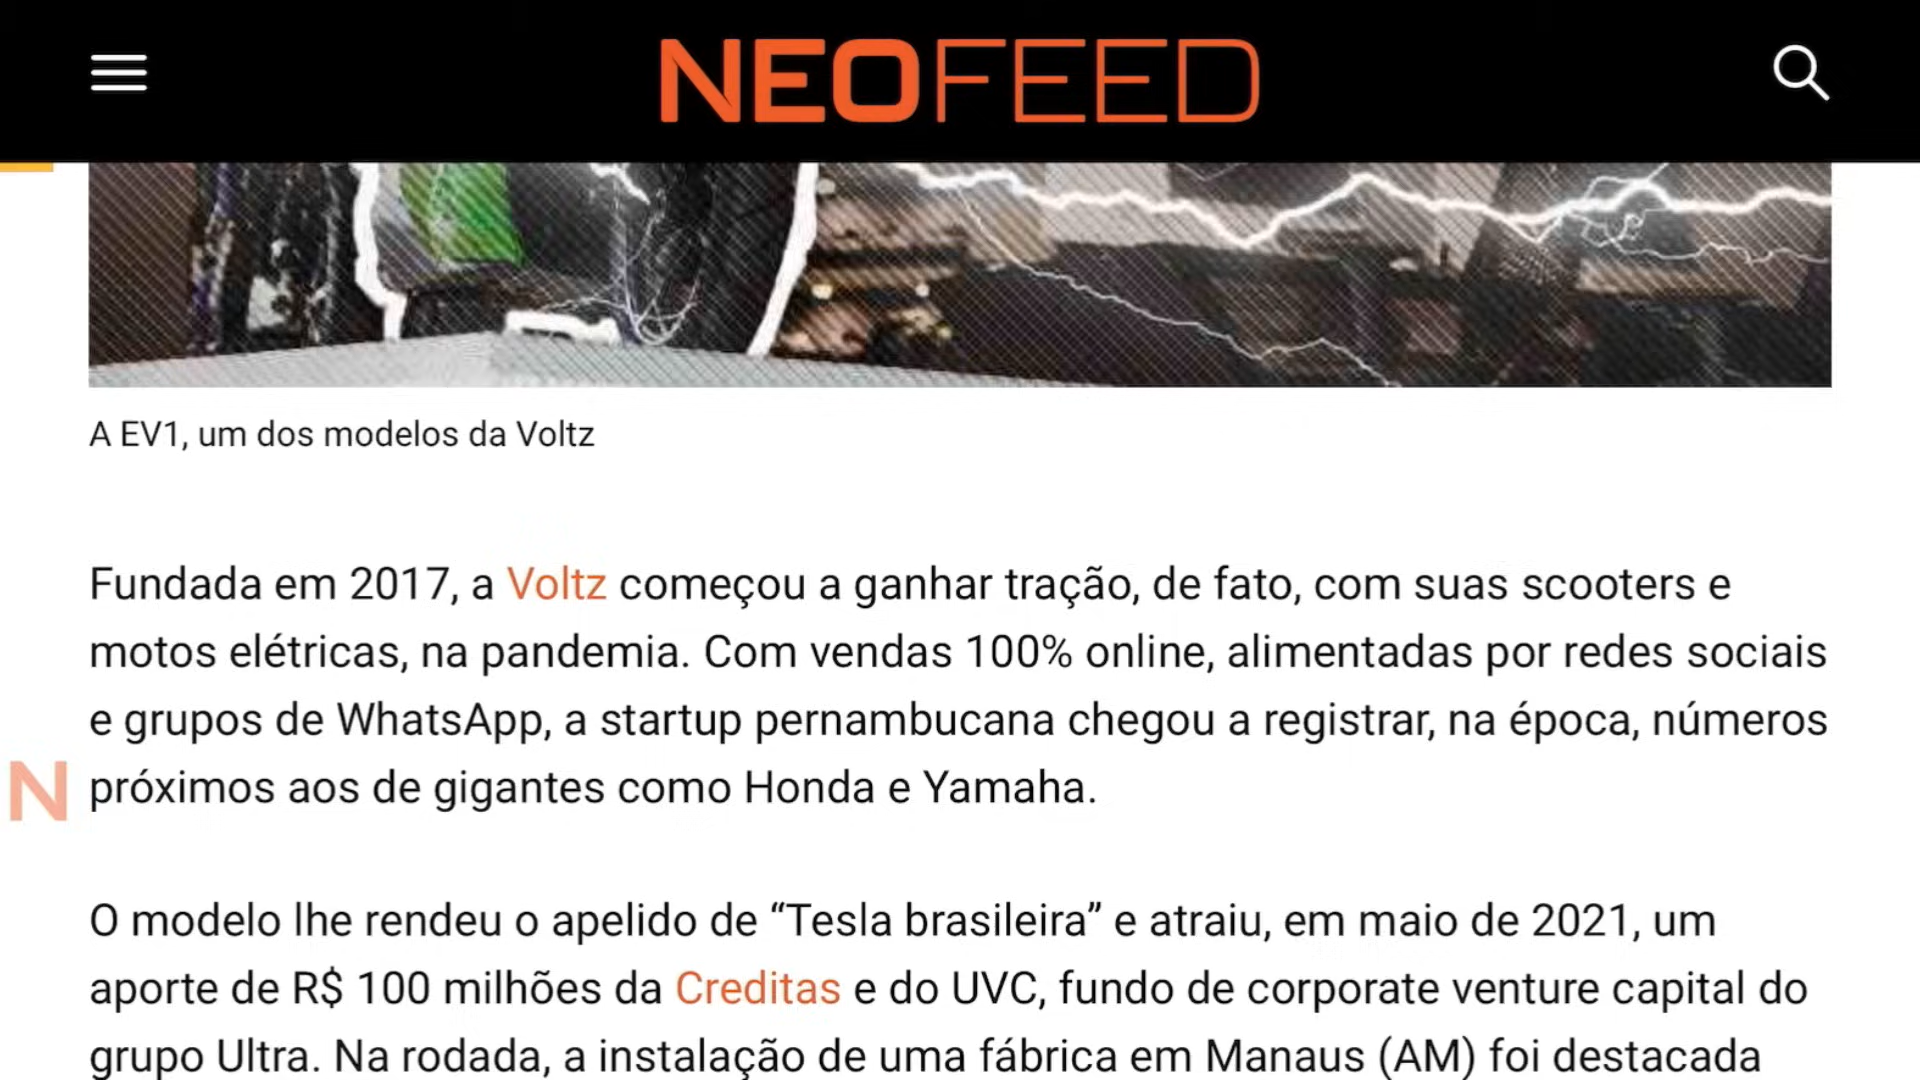 NEOFEED
A EV1, um dos modelos da Voltz
Fundada em 2017, a Voltz começou a ganhar tração, de fato, com suas scooters e
motos elétricas, na pandemia. Com vendas 100% online, alimentadas por redes sociais
e grupos de WhatsApp, a startup pernambucana chegou a registrar, na época, números
N
próximos aos de gigantes como Honda e Yamaha.
O modelo lhe rendeu o apelido de “Tesla brasileira” e atraiu, em maio de 2021, um
aporte de R$ 100 milhões da Creditas e do UVC, fundo de corporate venture capital do
grupo Ultra. Na rodada, a instalação de uma fábrica em Manaus (AM) foi destacada